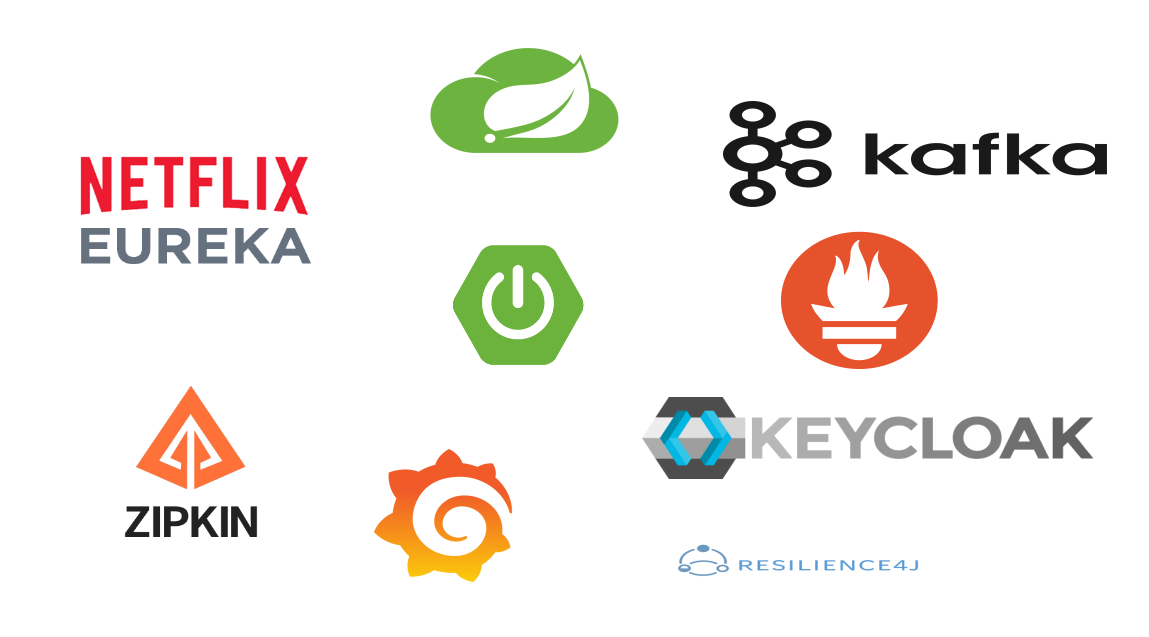 kafka
NETFLIX
EUREKA
KEYCLOAK
ZIPKIN
RESILIENCE4J